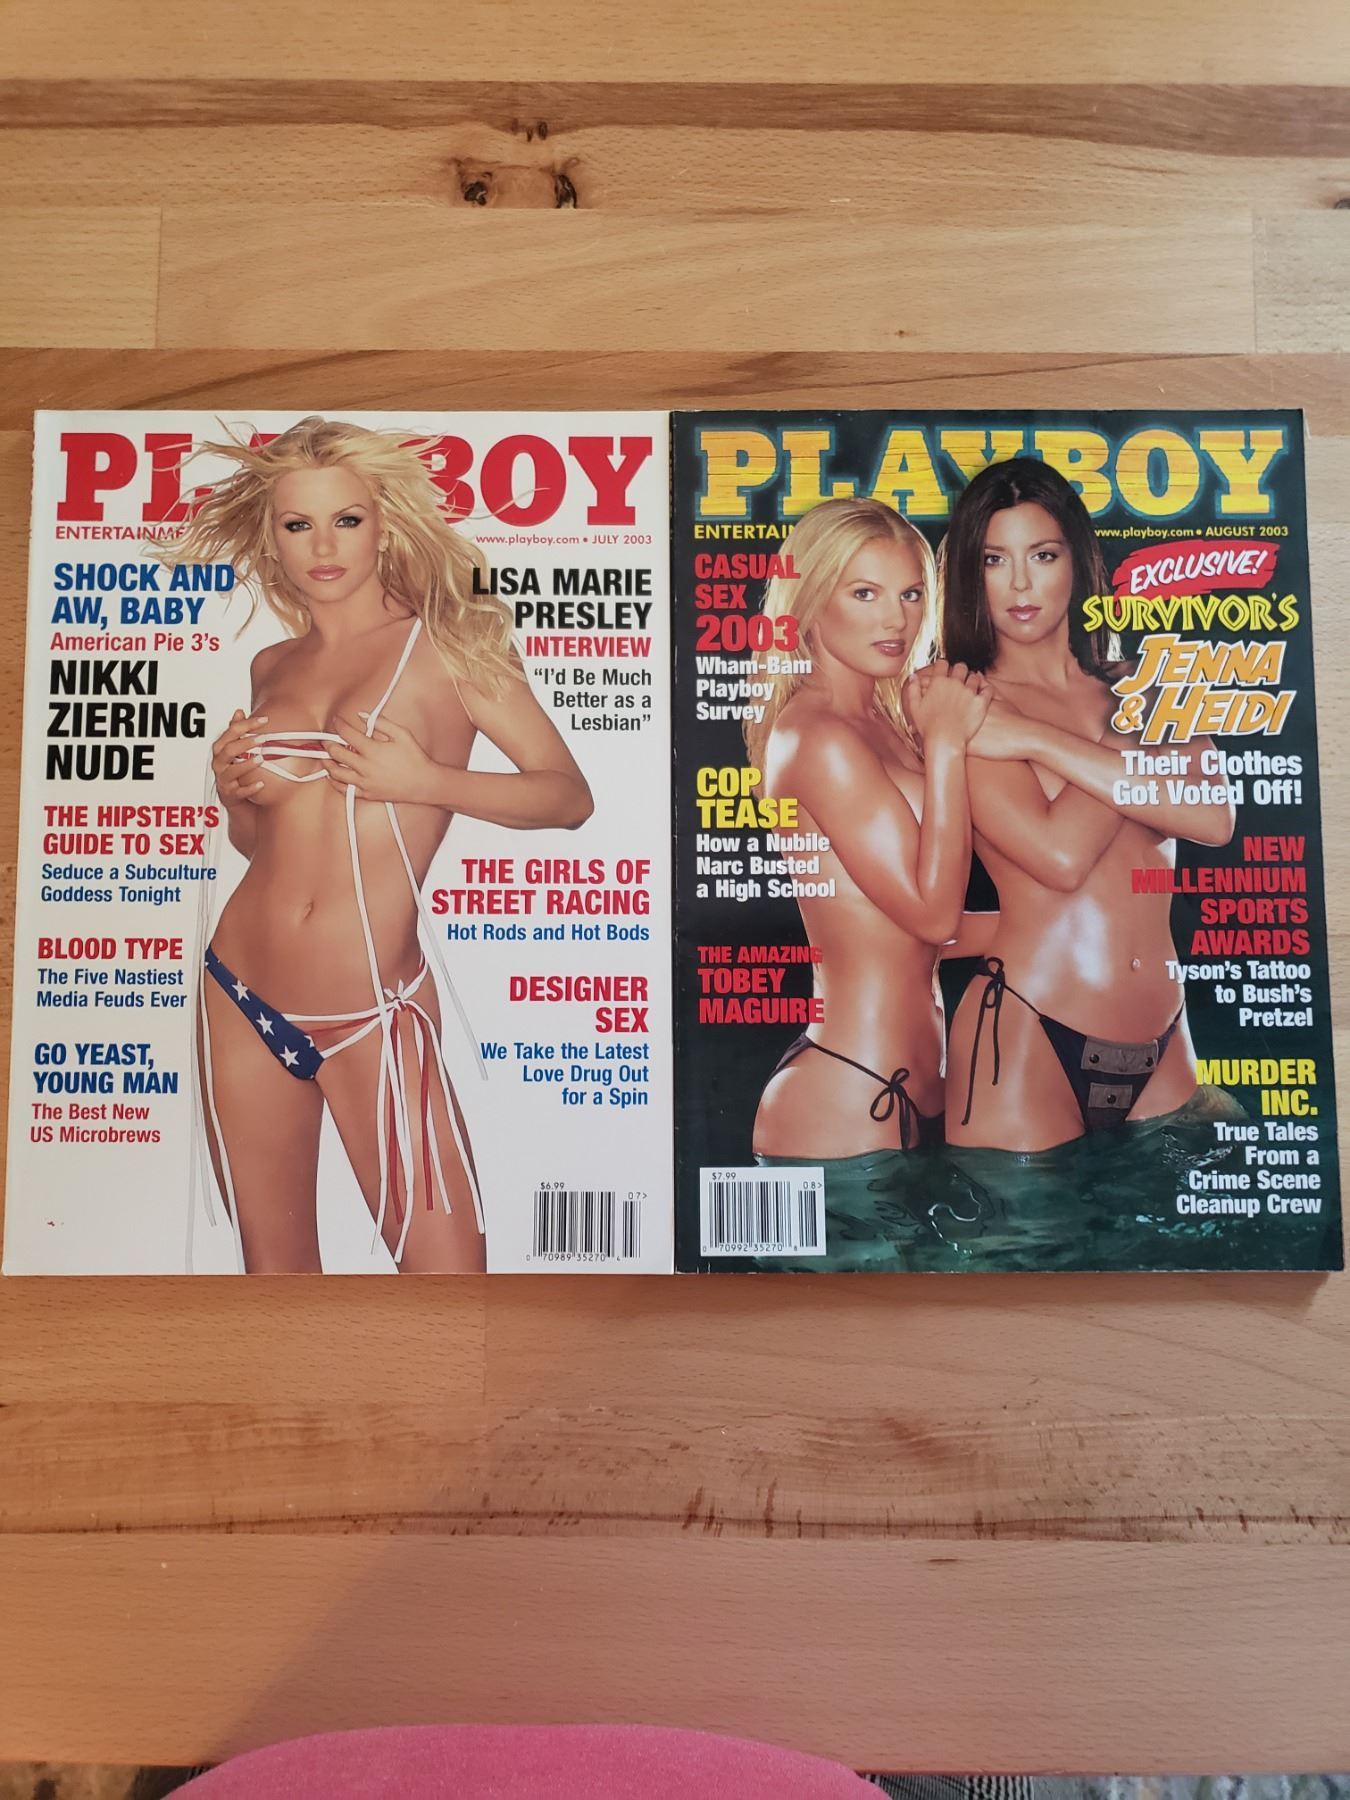 PLAYBOY
ENTERTAINME
www.playboy.com • JULY 2003
SHOCK AND
AW, BABY
American Pie 3's
NIKKI
ZIERING
NUDE
THE HIPSTER'S
GUIDE TO SEX
Seduce a Subculture
Goddess Tonight
BLOOD TYPE
The Five Nastiest
Media Feuds Ever
GO YEAST,
YOUNG MAN
The Best New
US Microbrews
LISA MARIE
PRESLEY
INTERVIEW
“I’d Be Much
Better as a
Lesbian”
THE GIRLS OF
STREET RACING
Hot Rods and Hot Bods
DESIGNER
SEX
We Take the Latest
Love Drug Out
for a Spin
$6.99
07>
0 70989 35270 4
PLAYBOY
ENTERTAIN
www.playboy.com • AUGUST 2003
CASUAL
SEX
2003
Wham-Bam
Playboy
Survey
COP
TEASE
How a Nubile
Narc Busted
a High School
THE AMAZING
TOBEY
MAGUIRE
EXCLUSIVE!
SURVIVOR'S
JENNA
& HEIDI
Their Clothes
Got Voted Off!
NEW
MILLENNIUM
SPORTS
AWARDS
Tyson's Tattoo
to Bush's
Pretzel
MURDER
INC.
True Tales
From a
Crime Scene
Cleanup Crew
$7.99
08>
0 70992 35270 8